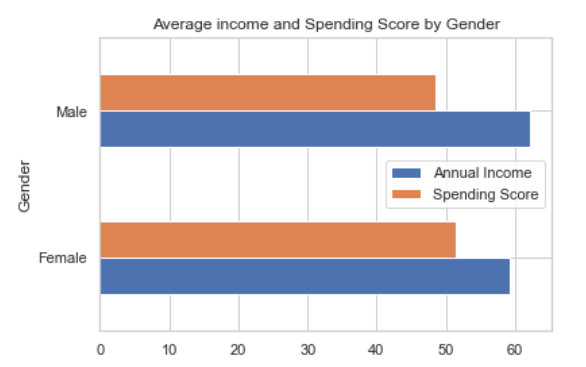 Average income and Spending Score by Gender
Male
Annual Income
Gender
Spending Score
Female
0 10 20 30 40 50 60